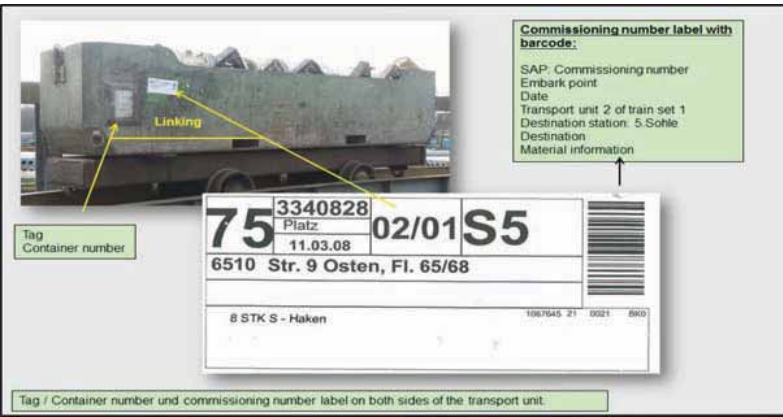 Commissioning number label with
barcode:
SAP: Commissioning number
Embark point
Date
Transport unit 2 of train set 1
Destination station: 5.Sohle
Destination
Material information
Linking
Tag
Container number
75
3340828
Platz
11.03.08
02/01
S5
6510 Str. 9 Osten, Fl. 65/68
8 STK S - Haken
1067645 21 0021 BK0
Tag / Container number und commissioning number label on both sides of the transport unit.